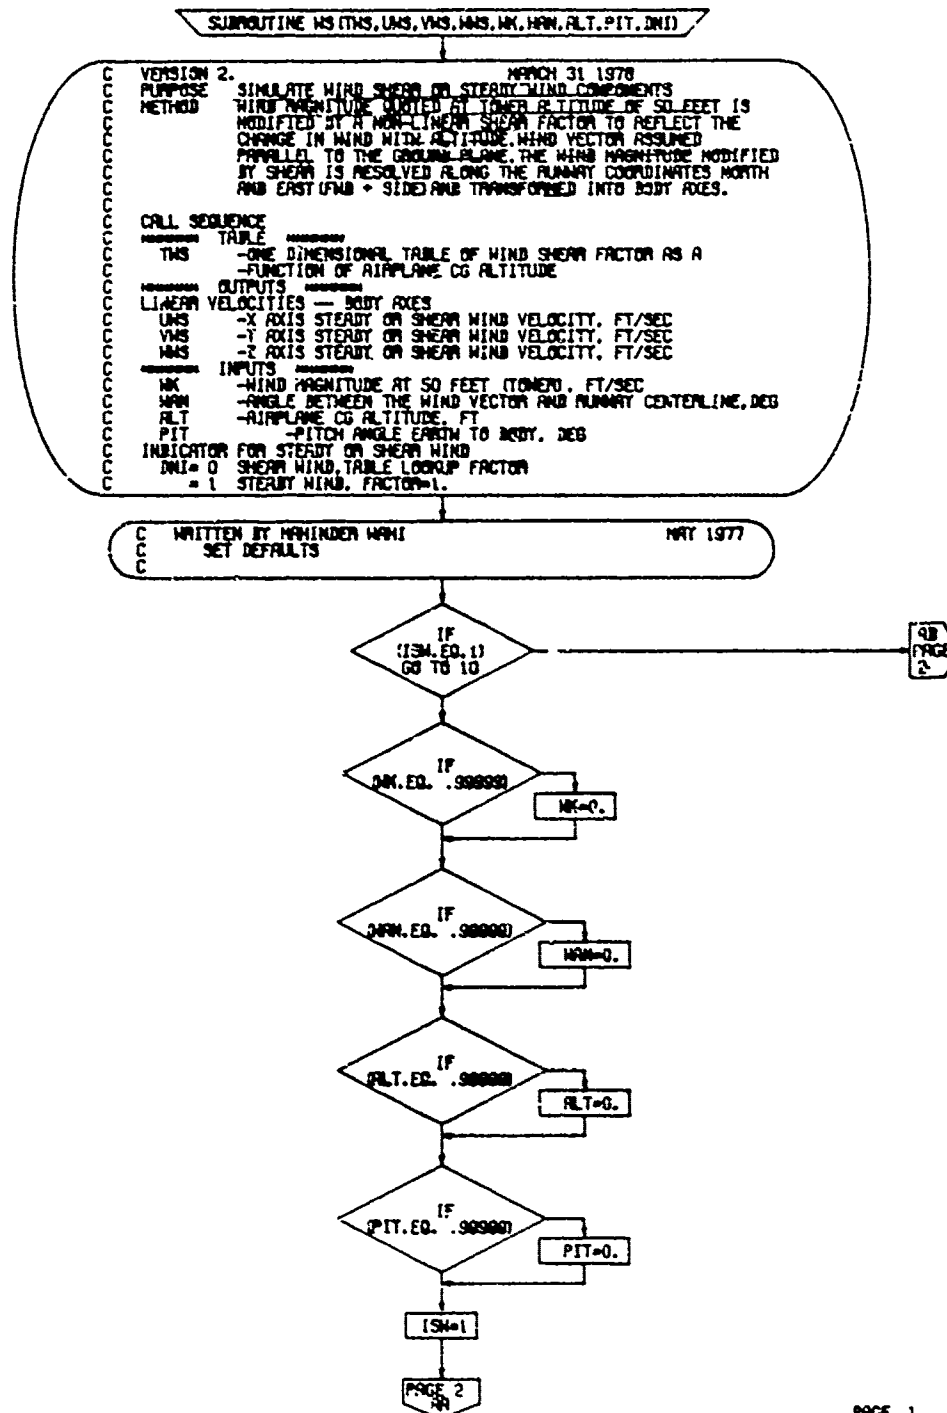 SUBROUTINE WS(TWS,UWS,VWS,WWS,WK,WAN,ALT,PIT,DNI)
C VERSION 2. MARCH 31 1978
C PURPOSE SIMULATE WIND SHEAR OR STEADY WIND COMPONENTS
C METHOD WIND MAGNITUDE QUOTED AT TOWER ALTITUDE OF 50 FEET IS
C MODIFIED BY A NON-LINEAR SHEAR FACTOR TO REFLECT THE
C CHANGE IN WIND WITH ALTITUDE.WIND VECTOR ASSUMED
C PARALLEL TO THE GROUND PLANE.THE WIND MAGNITUDE MODIFIED
C BY SHEAR IS RESOLVED ALONG THE RUNWAY COORDINATES NORTH
C AND EAST(FWD + SIDE)AND TRANSFORMED INTO BODY AXES.
C
C CALL SEQUENCE
C TABLE
C TWS -ONE DIMENSIONAL TABLE OF WIND SHEAR FACTOR AS A
C -FUNCTION OF AIRPLANE CG ALTITUDE
C OUTPUTS
C LINEAR VELOCITIES -- BODY AXES
C UWS -X AXIS STEADY OR SHEAR WIND VELOCITY, FT/SEC
C VWS -Y AXIS STEADY OR SHEAR WIND VELOCITY, FT/SEC
C WWS -Z AXIS STEADY OR SHEAR WIND VELOCITY, FT/SEC
C INPUTS
C WK -WIND MAGNITUDE AT 50 FEET (TOWER), FT/SEC
C WAN -ANGLE BETWEEN THE WIND VECTOR AND RUNWAY CENTERLINE,DEG
C ALT -AIRPLANE CG ALTITUDE, FT
C PIT -PITCH ANGLE EARTH TO BODY, DEG
C INDICATOR FOR STEADY OR SHEAR WIND
C DNI= 0 SHEAR WIND,TABLE LOOKUP FACTOR
C = 1 STEADY WIND, FACTOR=1.
C WRITTEN BY MAHINDER WAHI MAY 1977
C SET DEFAULTS
C
IF
(ISW.EQ.1)
GO TO 10
AB
PAGE
2
IF
(WK.EQ. .99999)
WK=0.
IF
(WAN.EQ. .99999)
WAN=0.
IF
(ALT.EQ. .99999)
ALT=0.
IF
(PIT.EQ. .99999)
PIT=0.
ISW=1
PAGE 2
AA
PAGE 1